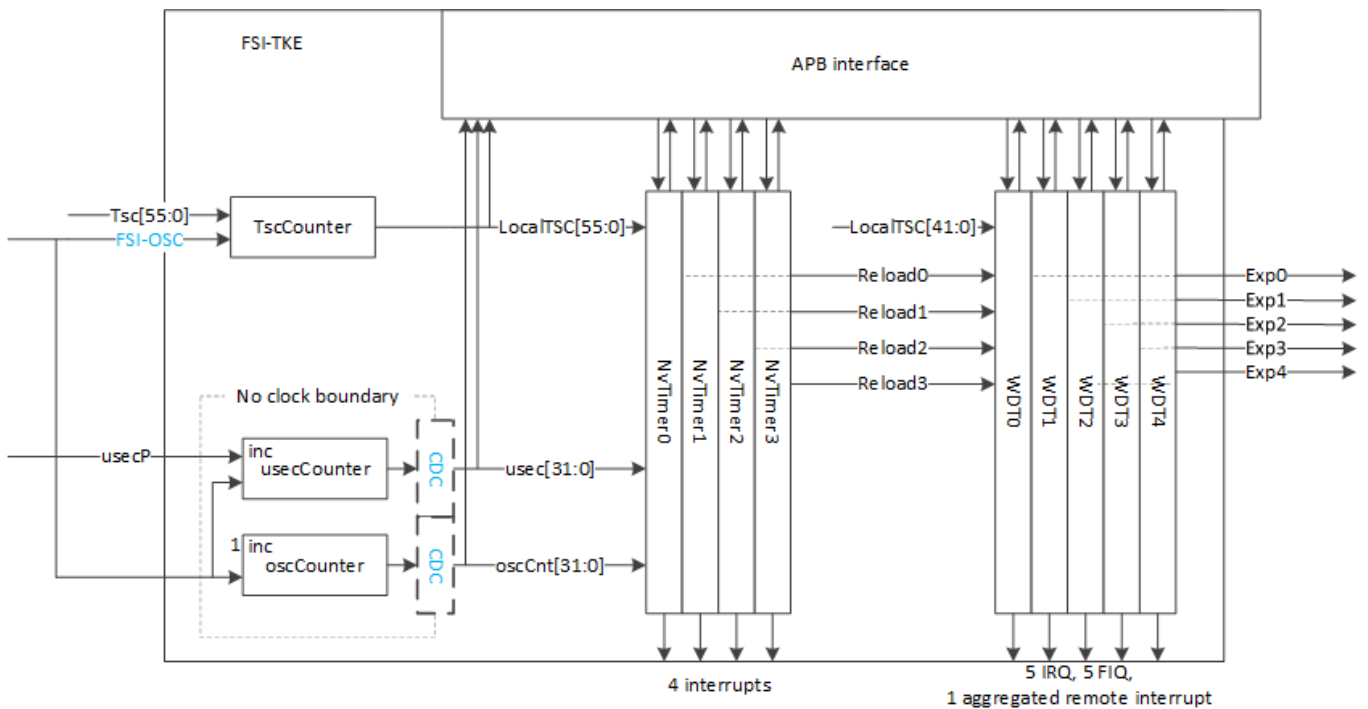 FSI-TKE
APB interface
Tsc[55:0]
FSI-OSC
TscCounter
LocalTSC[55:0]
LocalTSC[41:0]
Reload0
Reload1
Reload2
Reload3
Exp0
Exp1
Exp2
Exp3
Exp4
NvTimer0
NvTimer1
NvTimer2
NvTimer3
WDT0
WDT1
WDT2
WDT3
WDT4
No clock boundary
usecP
inc
usecCounter
CDC
usec[31:0]
1
inc
oscCounter
CDC
oscCnt[31:0]
4 interrupts
5 IRQ, 5 FIQ,
1 aggregated remote interrupt